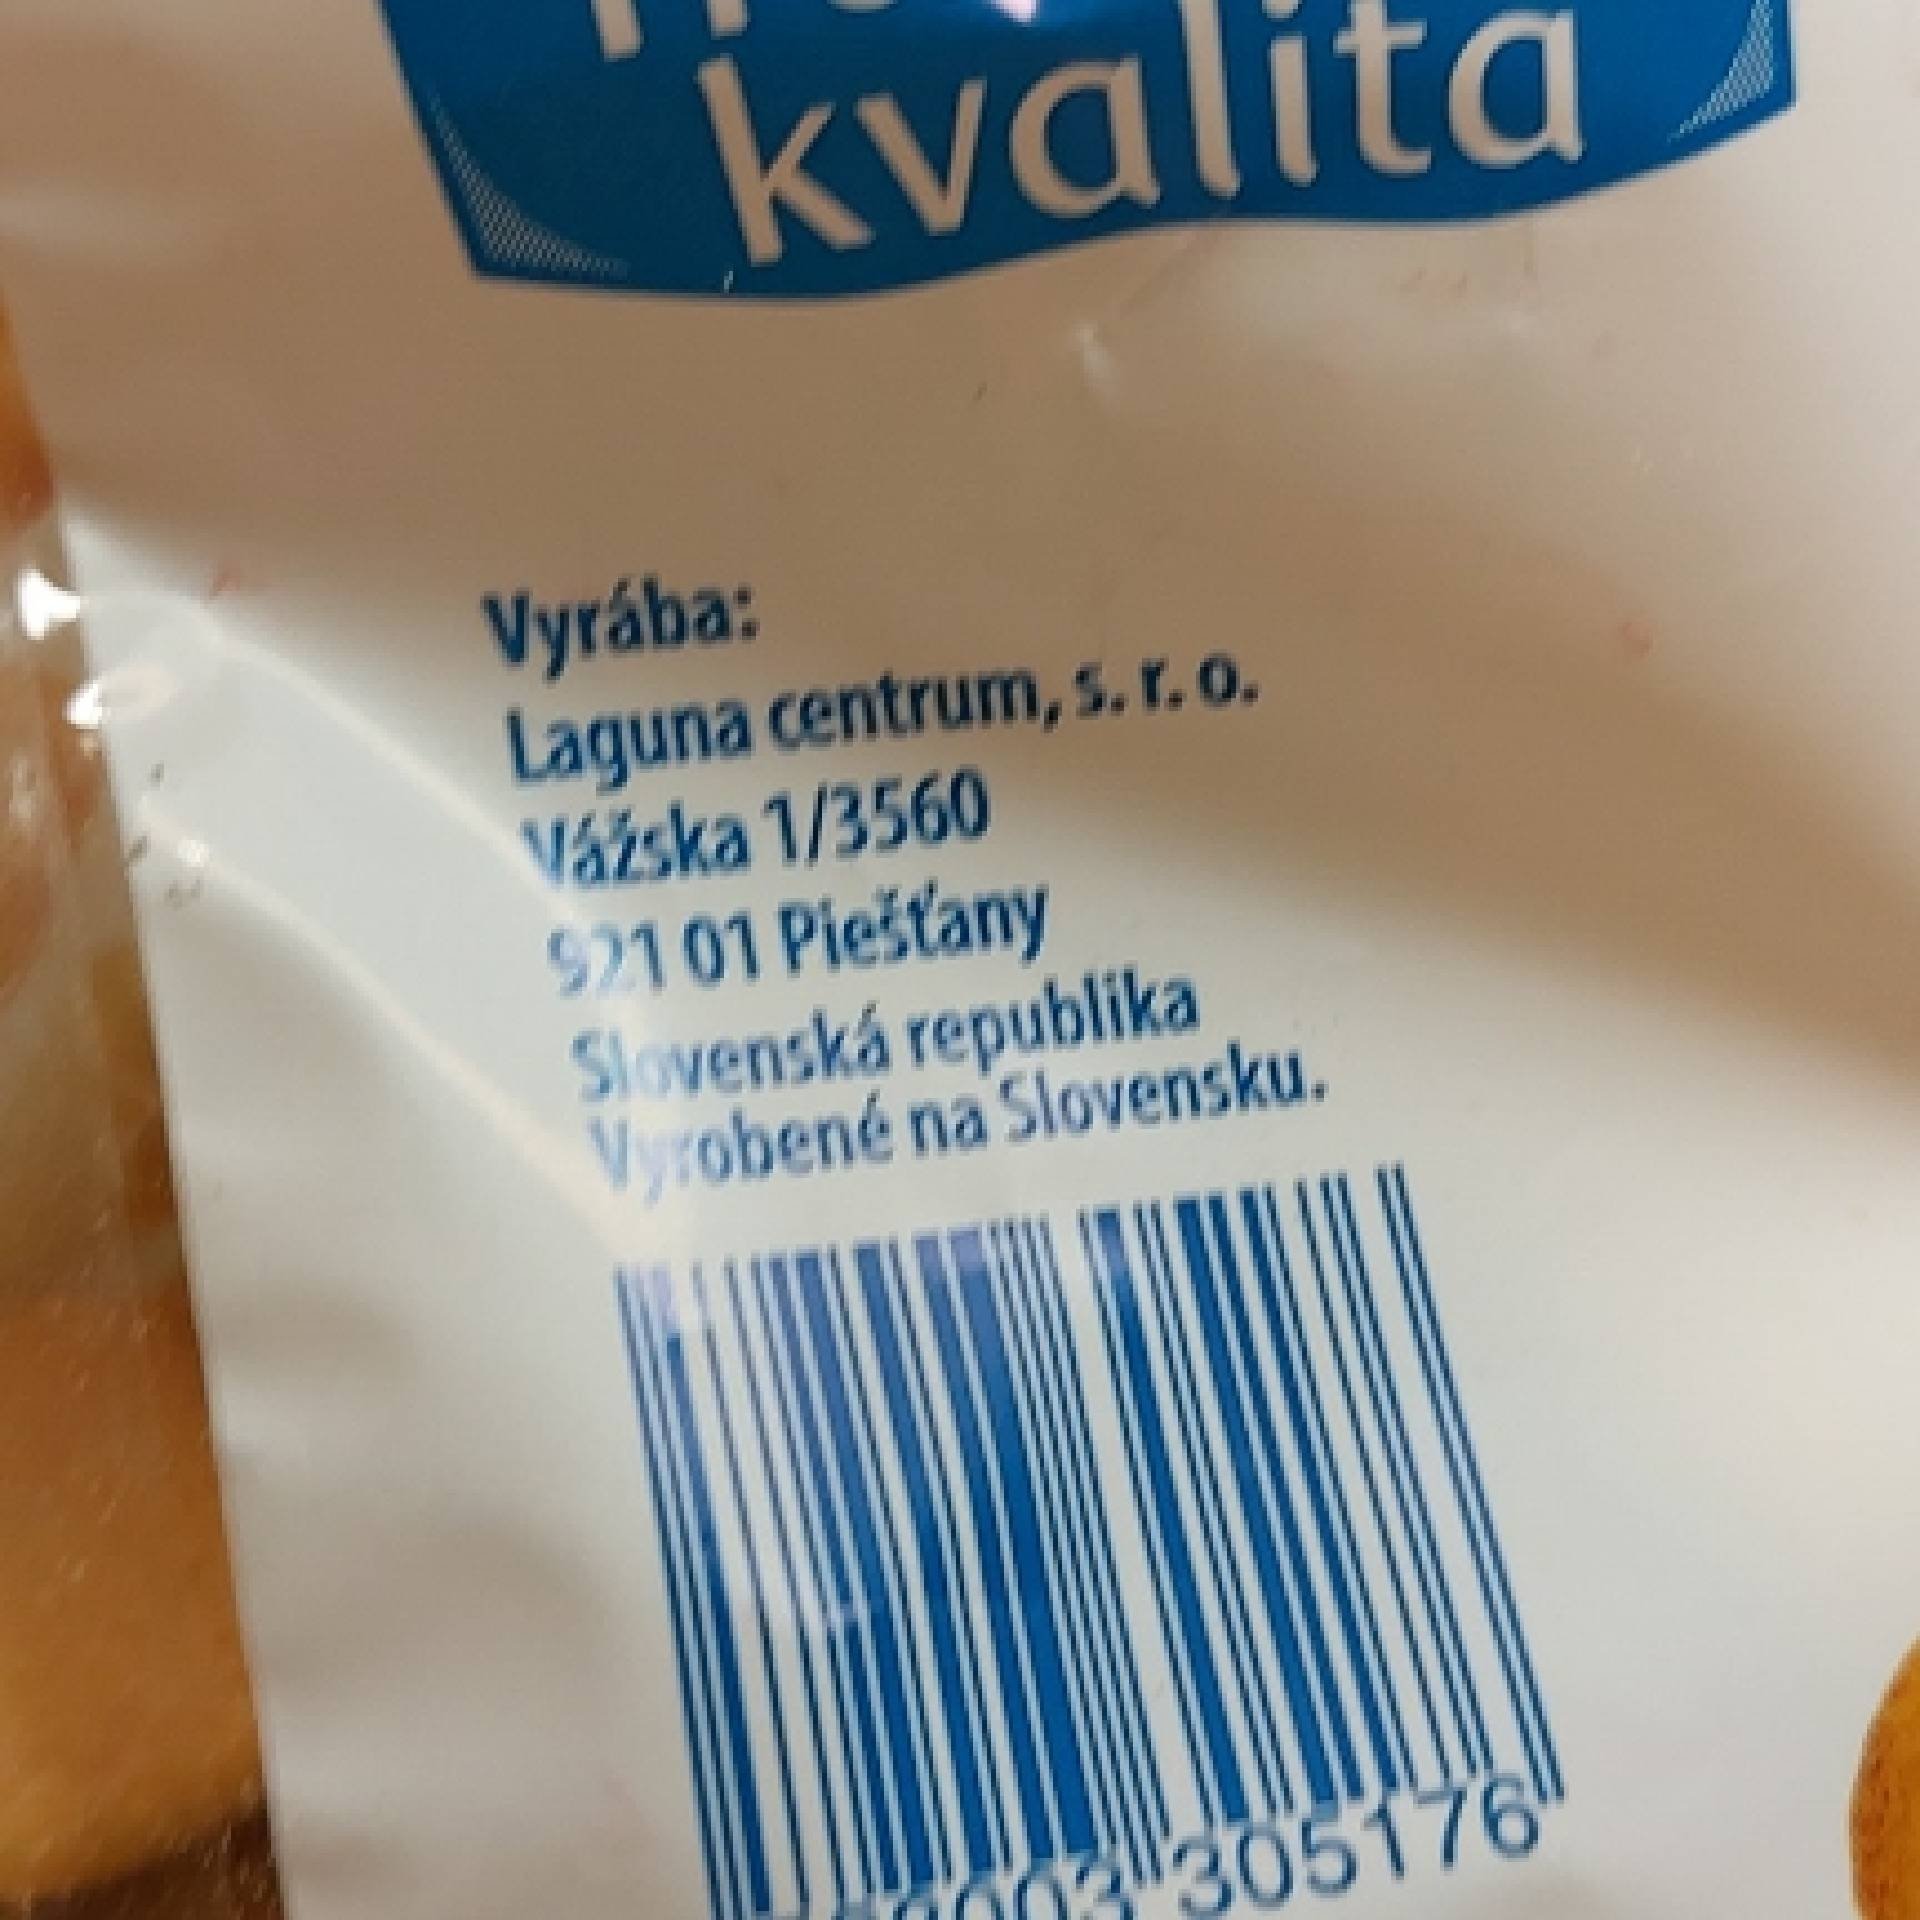 kvalita
Vyrába:
Laguna centrum, s. r. o.
Vážska 1/3560
921 01 Piešťany
Slovenská republika
Vyrobené na Slovensku.
305176